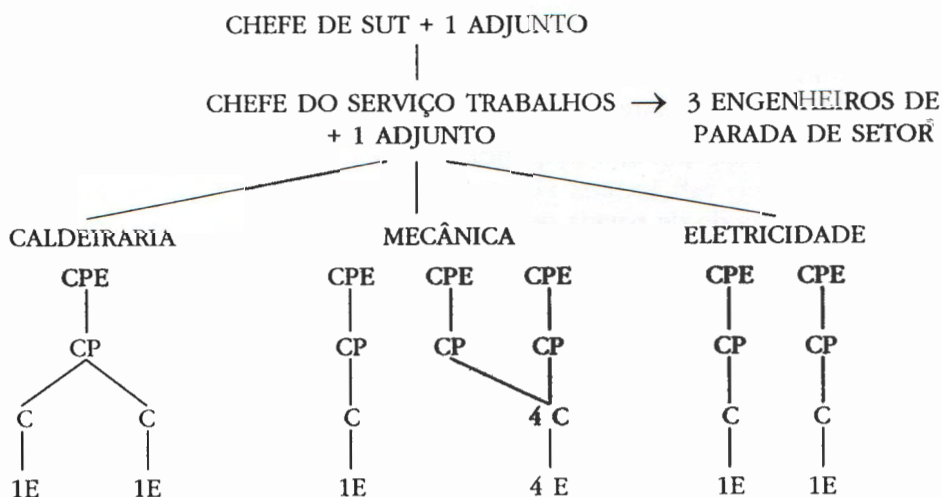 CHEFE DE SUT + 1 ADJUNTO
CHEFE DO SERVIÇO TRABALHOS → 3 ENGENHEIROS DE
+ 1 ADJUNTO PARADA DE SETOR
CALDEIRARIA MECÂNICA ELETRICIDADE
CPE CPE CPE CPE CPE CPE
CP CP CP CP CP CP
C C C 4 C C C
1E 1E 1E 4 E 1E 1E